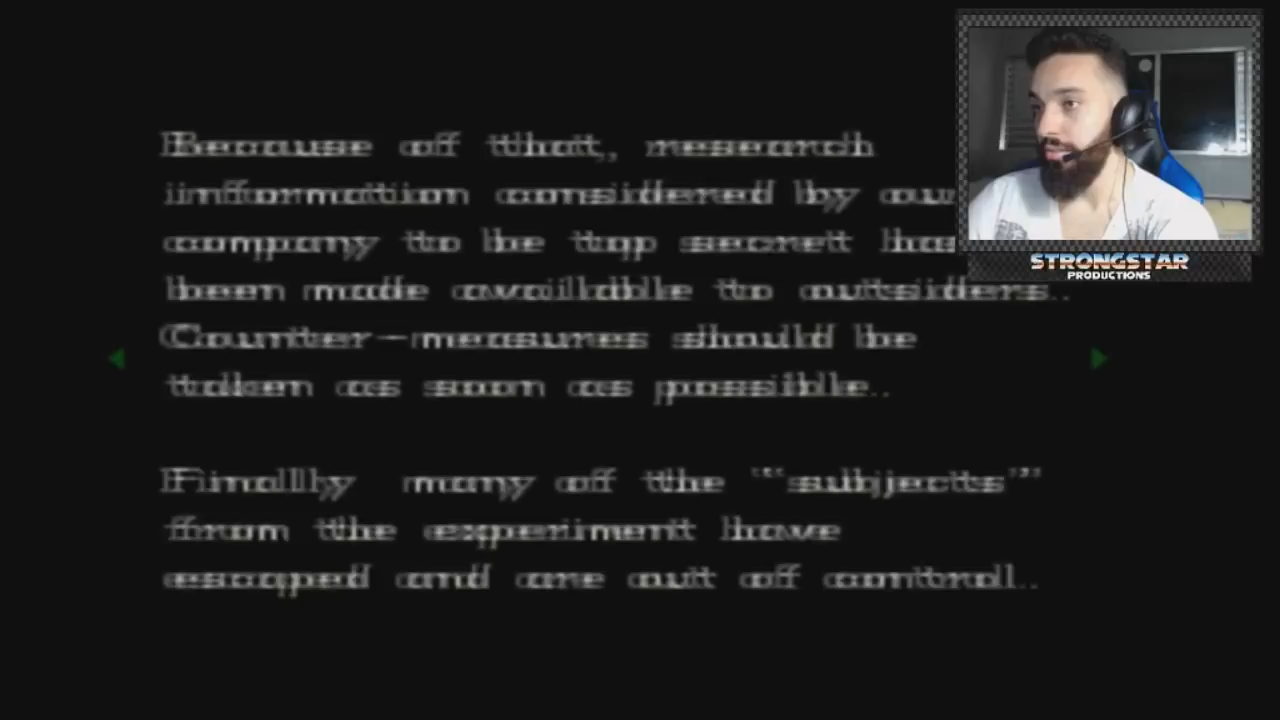 Because of that, research
information considered by our
company to be top secret has
been made available to outsiders.
Counter-measures should be
taken as soon as possible.
Finally many of the "subjects"
from the experiment have
escaped and are out of control.
STRONGSTAR
PRODUCTIONS